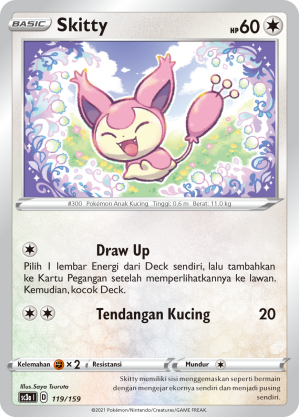 BASIC Skitty HP 60
#300 Pokémon Anak Kucing Tinggi: 0.6 m Berat: 11.0 kg
Draw Up
Pilih 1 lembar Energi dari Deck sendiri, lalu tambahkan
ke Kartu Pegangan setelah memperlihatkannya ke lawan.
Kemudian, kocok Deck.
Tendangan Kucing 20
Kelemahan ×2 Resistansi Mundur
Illus. Saya Tsuruta
Skitty memiliki sisi menggemaskan seperti bermain
dengan mengejar ekornya sendiri dan menjadi pusing
sendiri.
sc3a I D 119/159
©2021 Pokémon/Nintendo/Creatures/GAME FREAK.